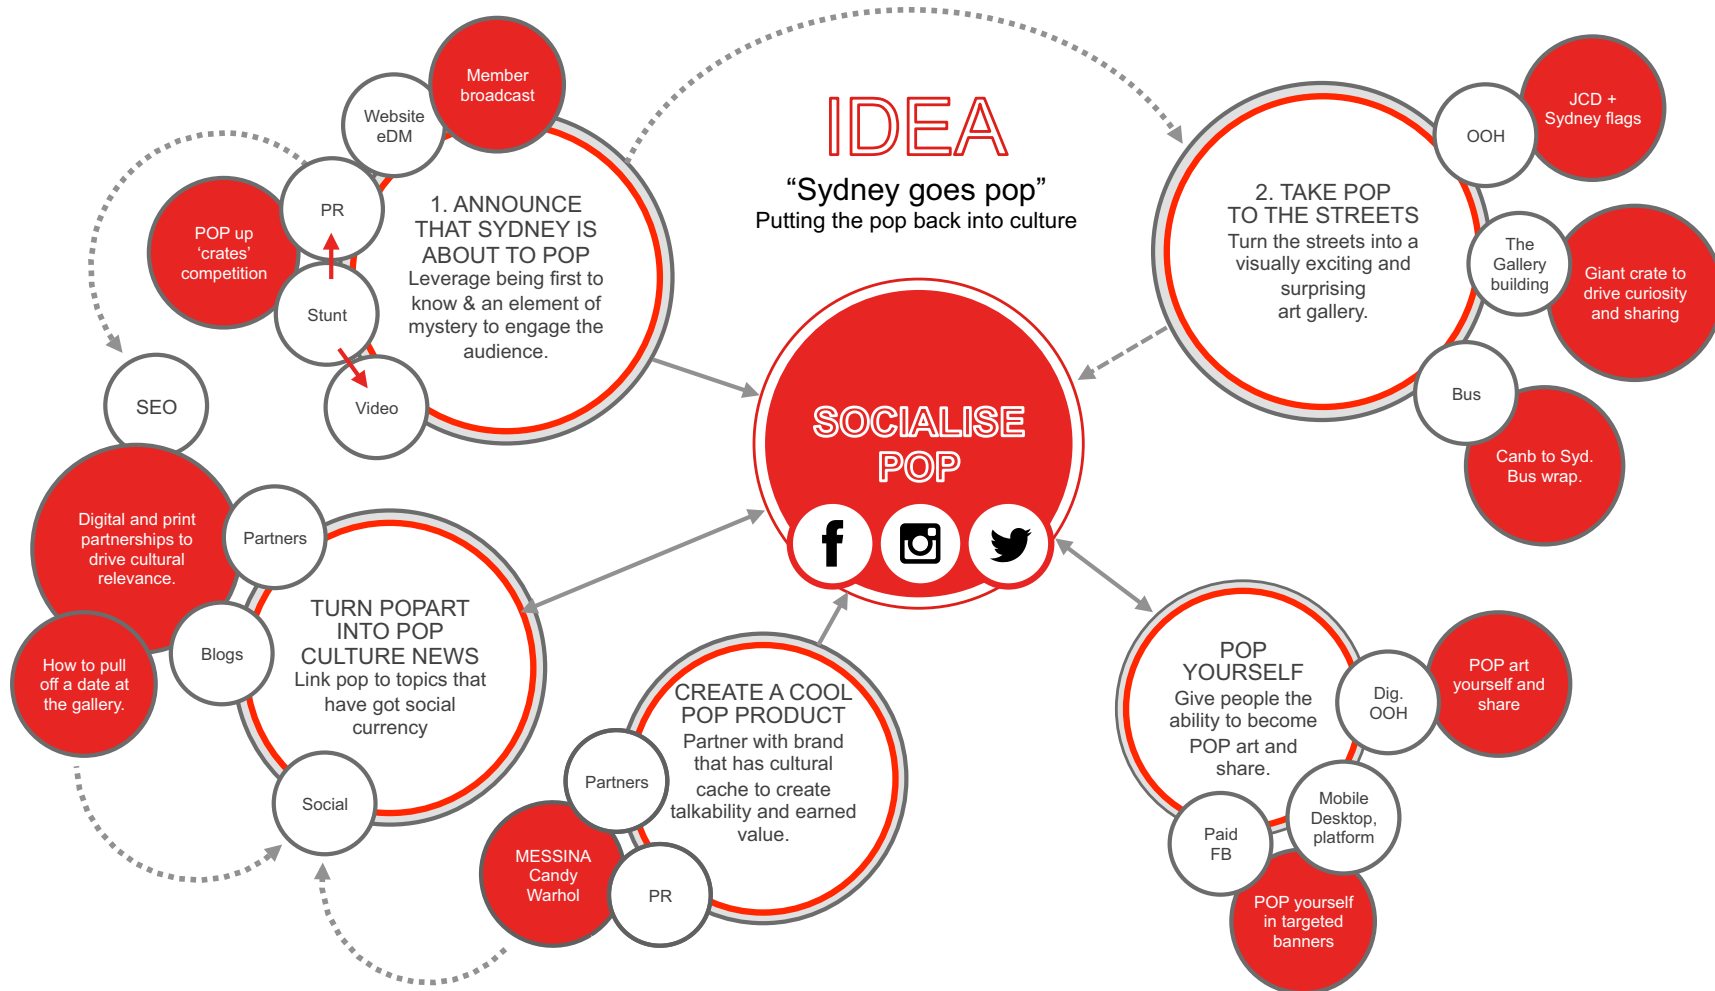 IDEA
“Sydney goes pop”
Putting the pop back into culture
Member
broadcast
Website
eDM
PR
POP up
‘crates’
competition
Stunt
Video
1. ANNOUNCE
THAT SYDNEY IS
ABOUT TO POP
Leverage being first to
know & an element of
mystery to engage the
audience.
2. TAKE POP
TO THE STREETS
Turn the streets into a
visually exciting and
surprising
art gallery.
OOH
JCD +
Sydney flags
The
Gallery
building
Giant crate to
drive curiosity
and sharing
Bus
Canb to Syd.
Bus wrap.
SOCIALISE
POP
SEO
Digital and print
partnerships to
drive cultural
relevance.
Partners
Blogs
How to pull
off a date at
the gallery.
Social
TURN POPART
INTO POP
CULTURE NEWS
Link pop to topics that
have got social
currency
CREATE A COOL
POP PRODUCT
Partner with brand
that has cultural
cache to create
talkability and earned
value.
Partners
MESSINA
Candy
Warhol
PR
POP
YOURSELF
Give people the
ability to become
POP art and
share.
Dig.
OOH
POP art
yourself and
share
Mobile
Desktop,
platform
Paid
FB
POP yourself
in targeted
banners